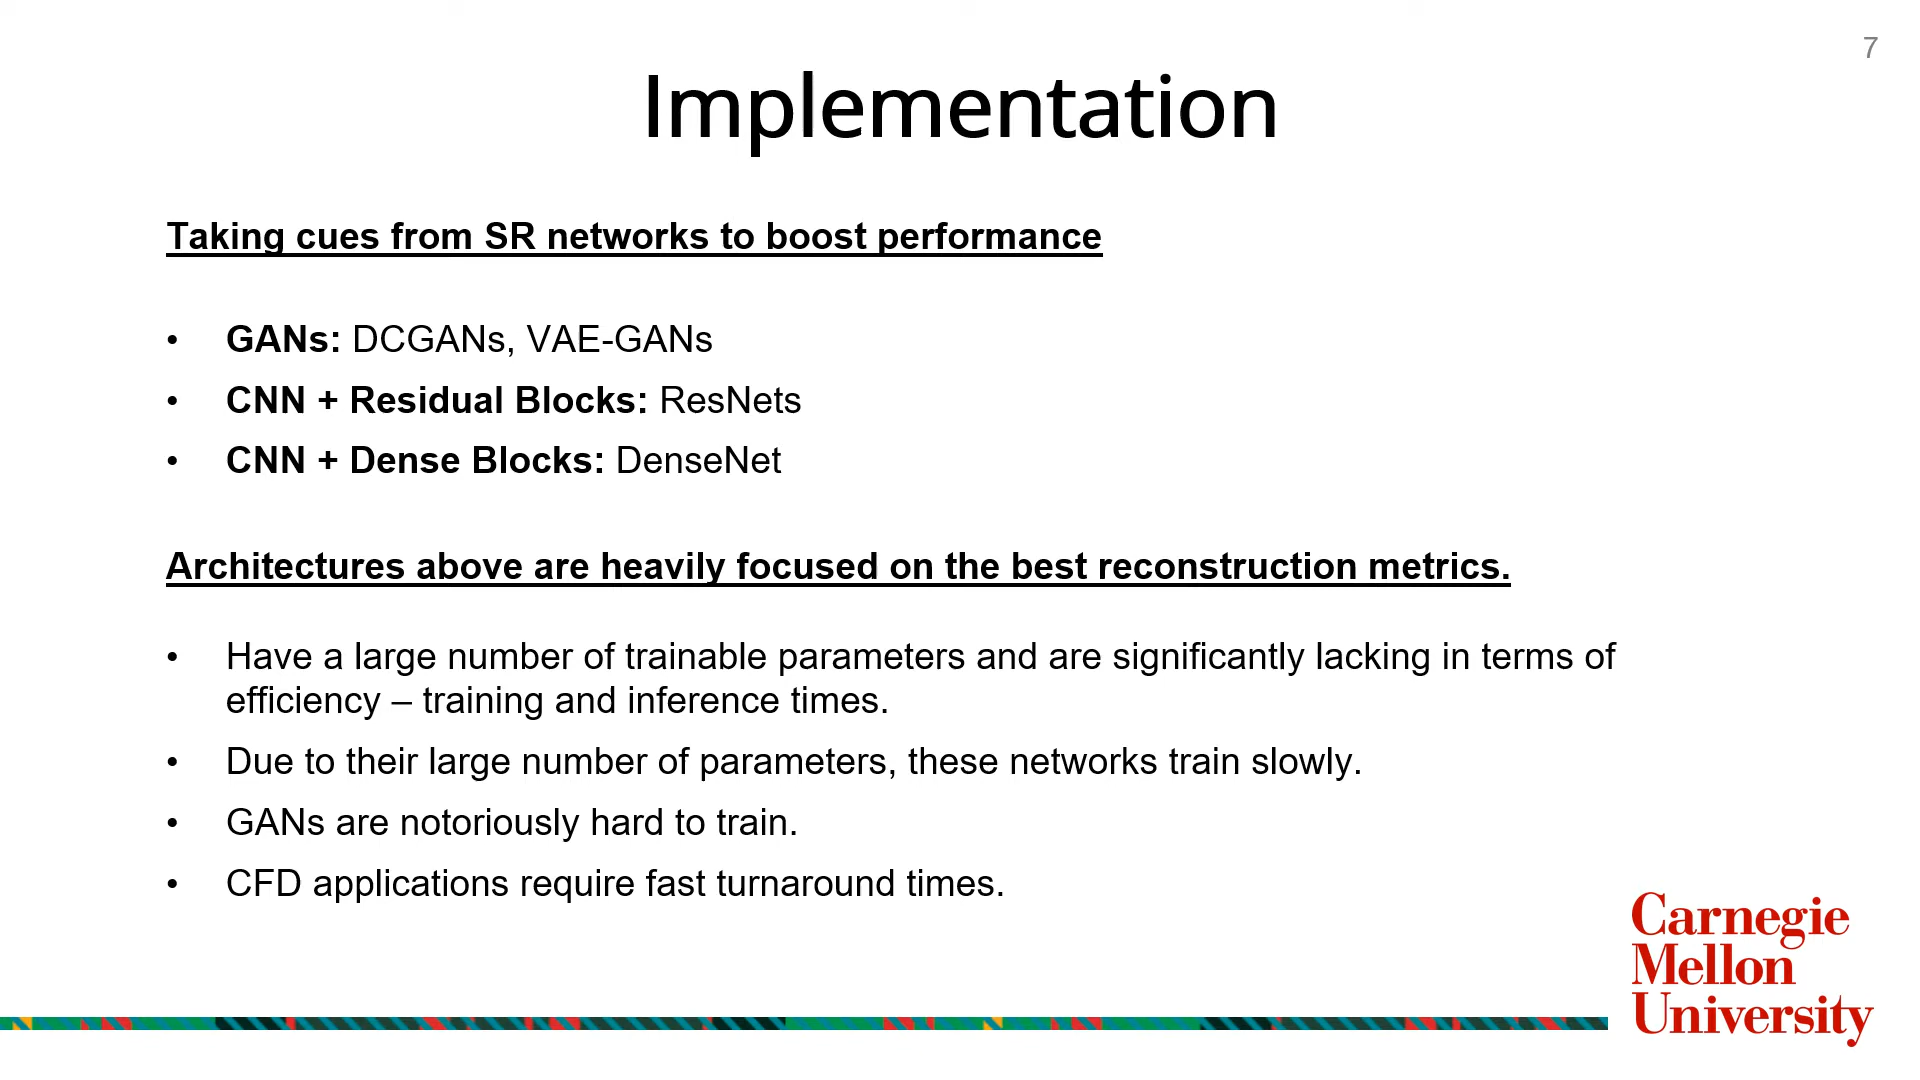 7
Implementation
Taking cues from SR networks to boost performance
• GANs: DCGANs, VAE-GANs
• CNN + Residual Blocks: ResNets
• CNN + Dense Blocks: DenseNet
Architectures above are heavily focused on the best reconstruction metrics.
• Have a large number of trainable parameters and are significantly lacking in terms of
efficiency – training and inference times.
• Due to their large number of parameters, these networks train slowly.
• GANs are notoriously hard to train.
• CFD applications require fast turnaround times.
Carnegie
Mellon
University